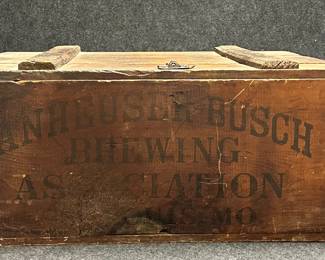 ANHEUSER BUSCH
BREWING
ASSOCIATION
MO.